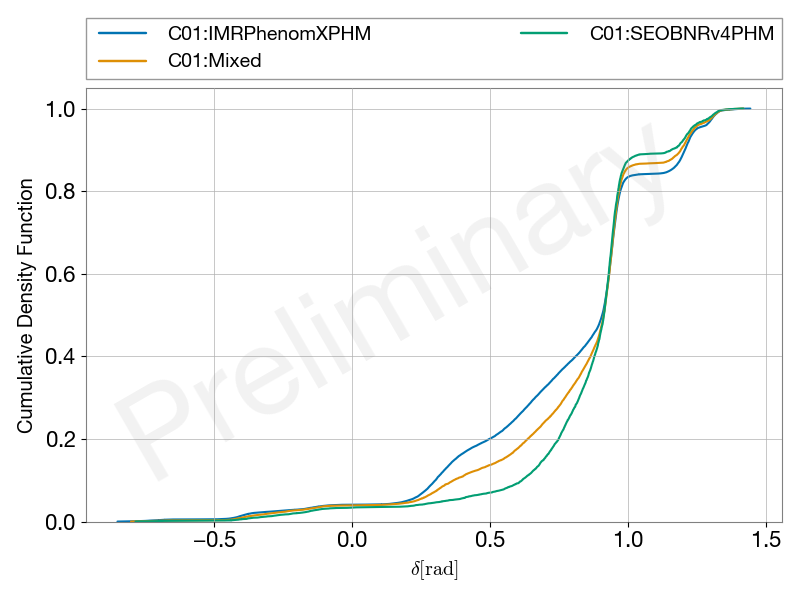 C01:IMRPhenomXPHM
C01:Mixed
C01:SEOBNRv4PHM
Preliminary
Cumulative Density Function
1.0
0.8
0.6
0.4
0.2
0.0
−0.5 0.0 0.5 1.0 1.5
δ[rad]